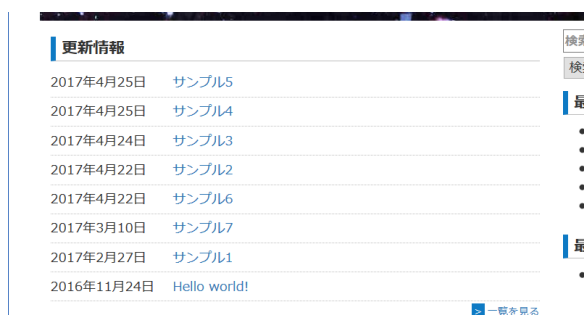 更新情報
2017年4月25日 サンプル5
2017年4月25日 サンプル4
2017年4月24日 サンプル3
2017年4月22日 サンプル2
2017年4月22日 サンプル6
2017年3月10日 サンプル7
2017年2月27日 サンプル1
2016年11月24日 Hello world!
> 一覧を見る
検
最
最